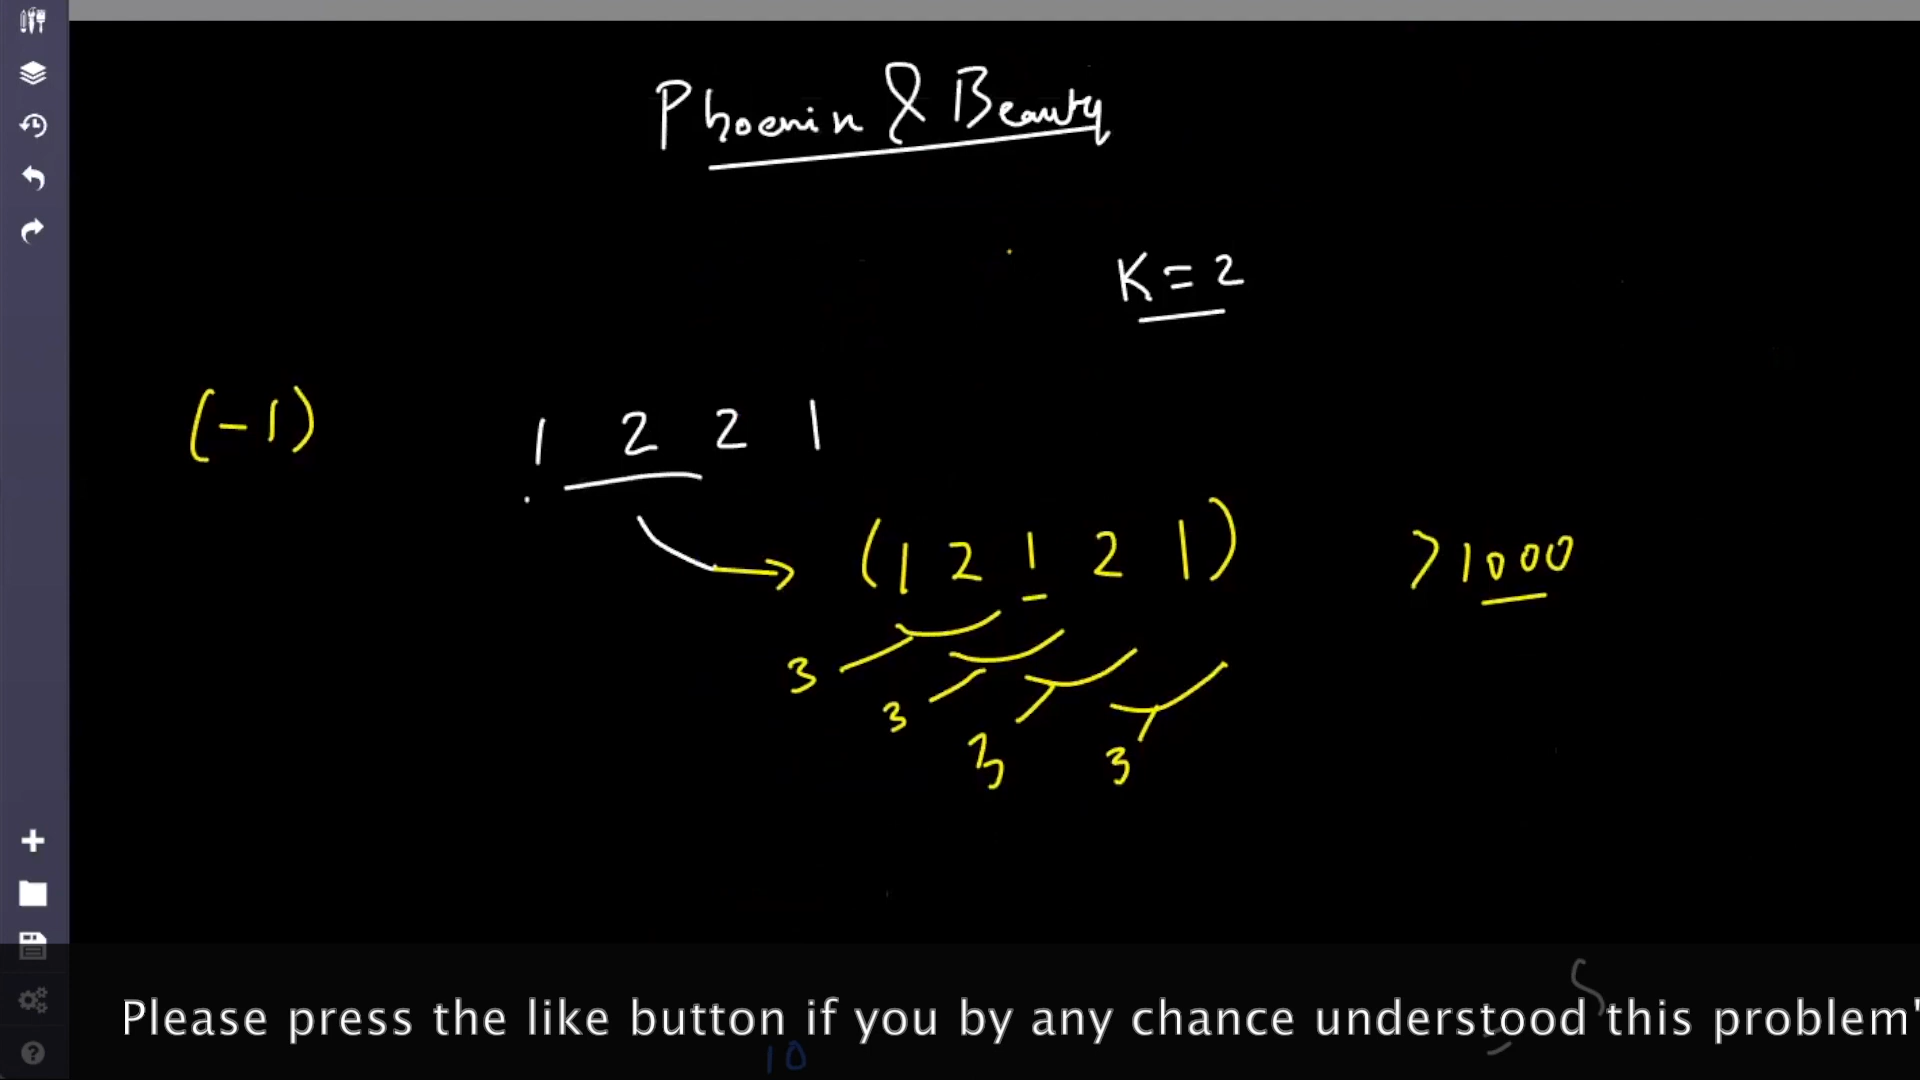 Phoenix & Beauty
K = 2
(-1) 1 2 2 1
(1 2 1 2 1) >1000
3
3
3 3
Please press the like button if you by any chance understood this problem'
10